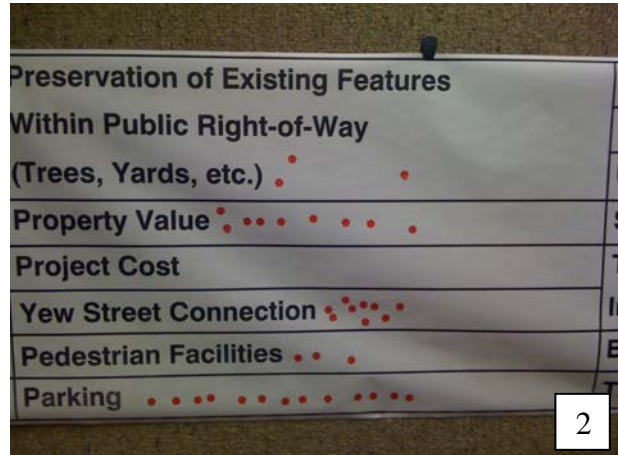 Preservation of Existing Features
Within Public Right-of-Way
(Trees, Yards, etc.)
Property Value
Project Cost
Yew Street Connection
Pedestrian Facilities
Parking
2